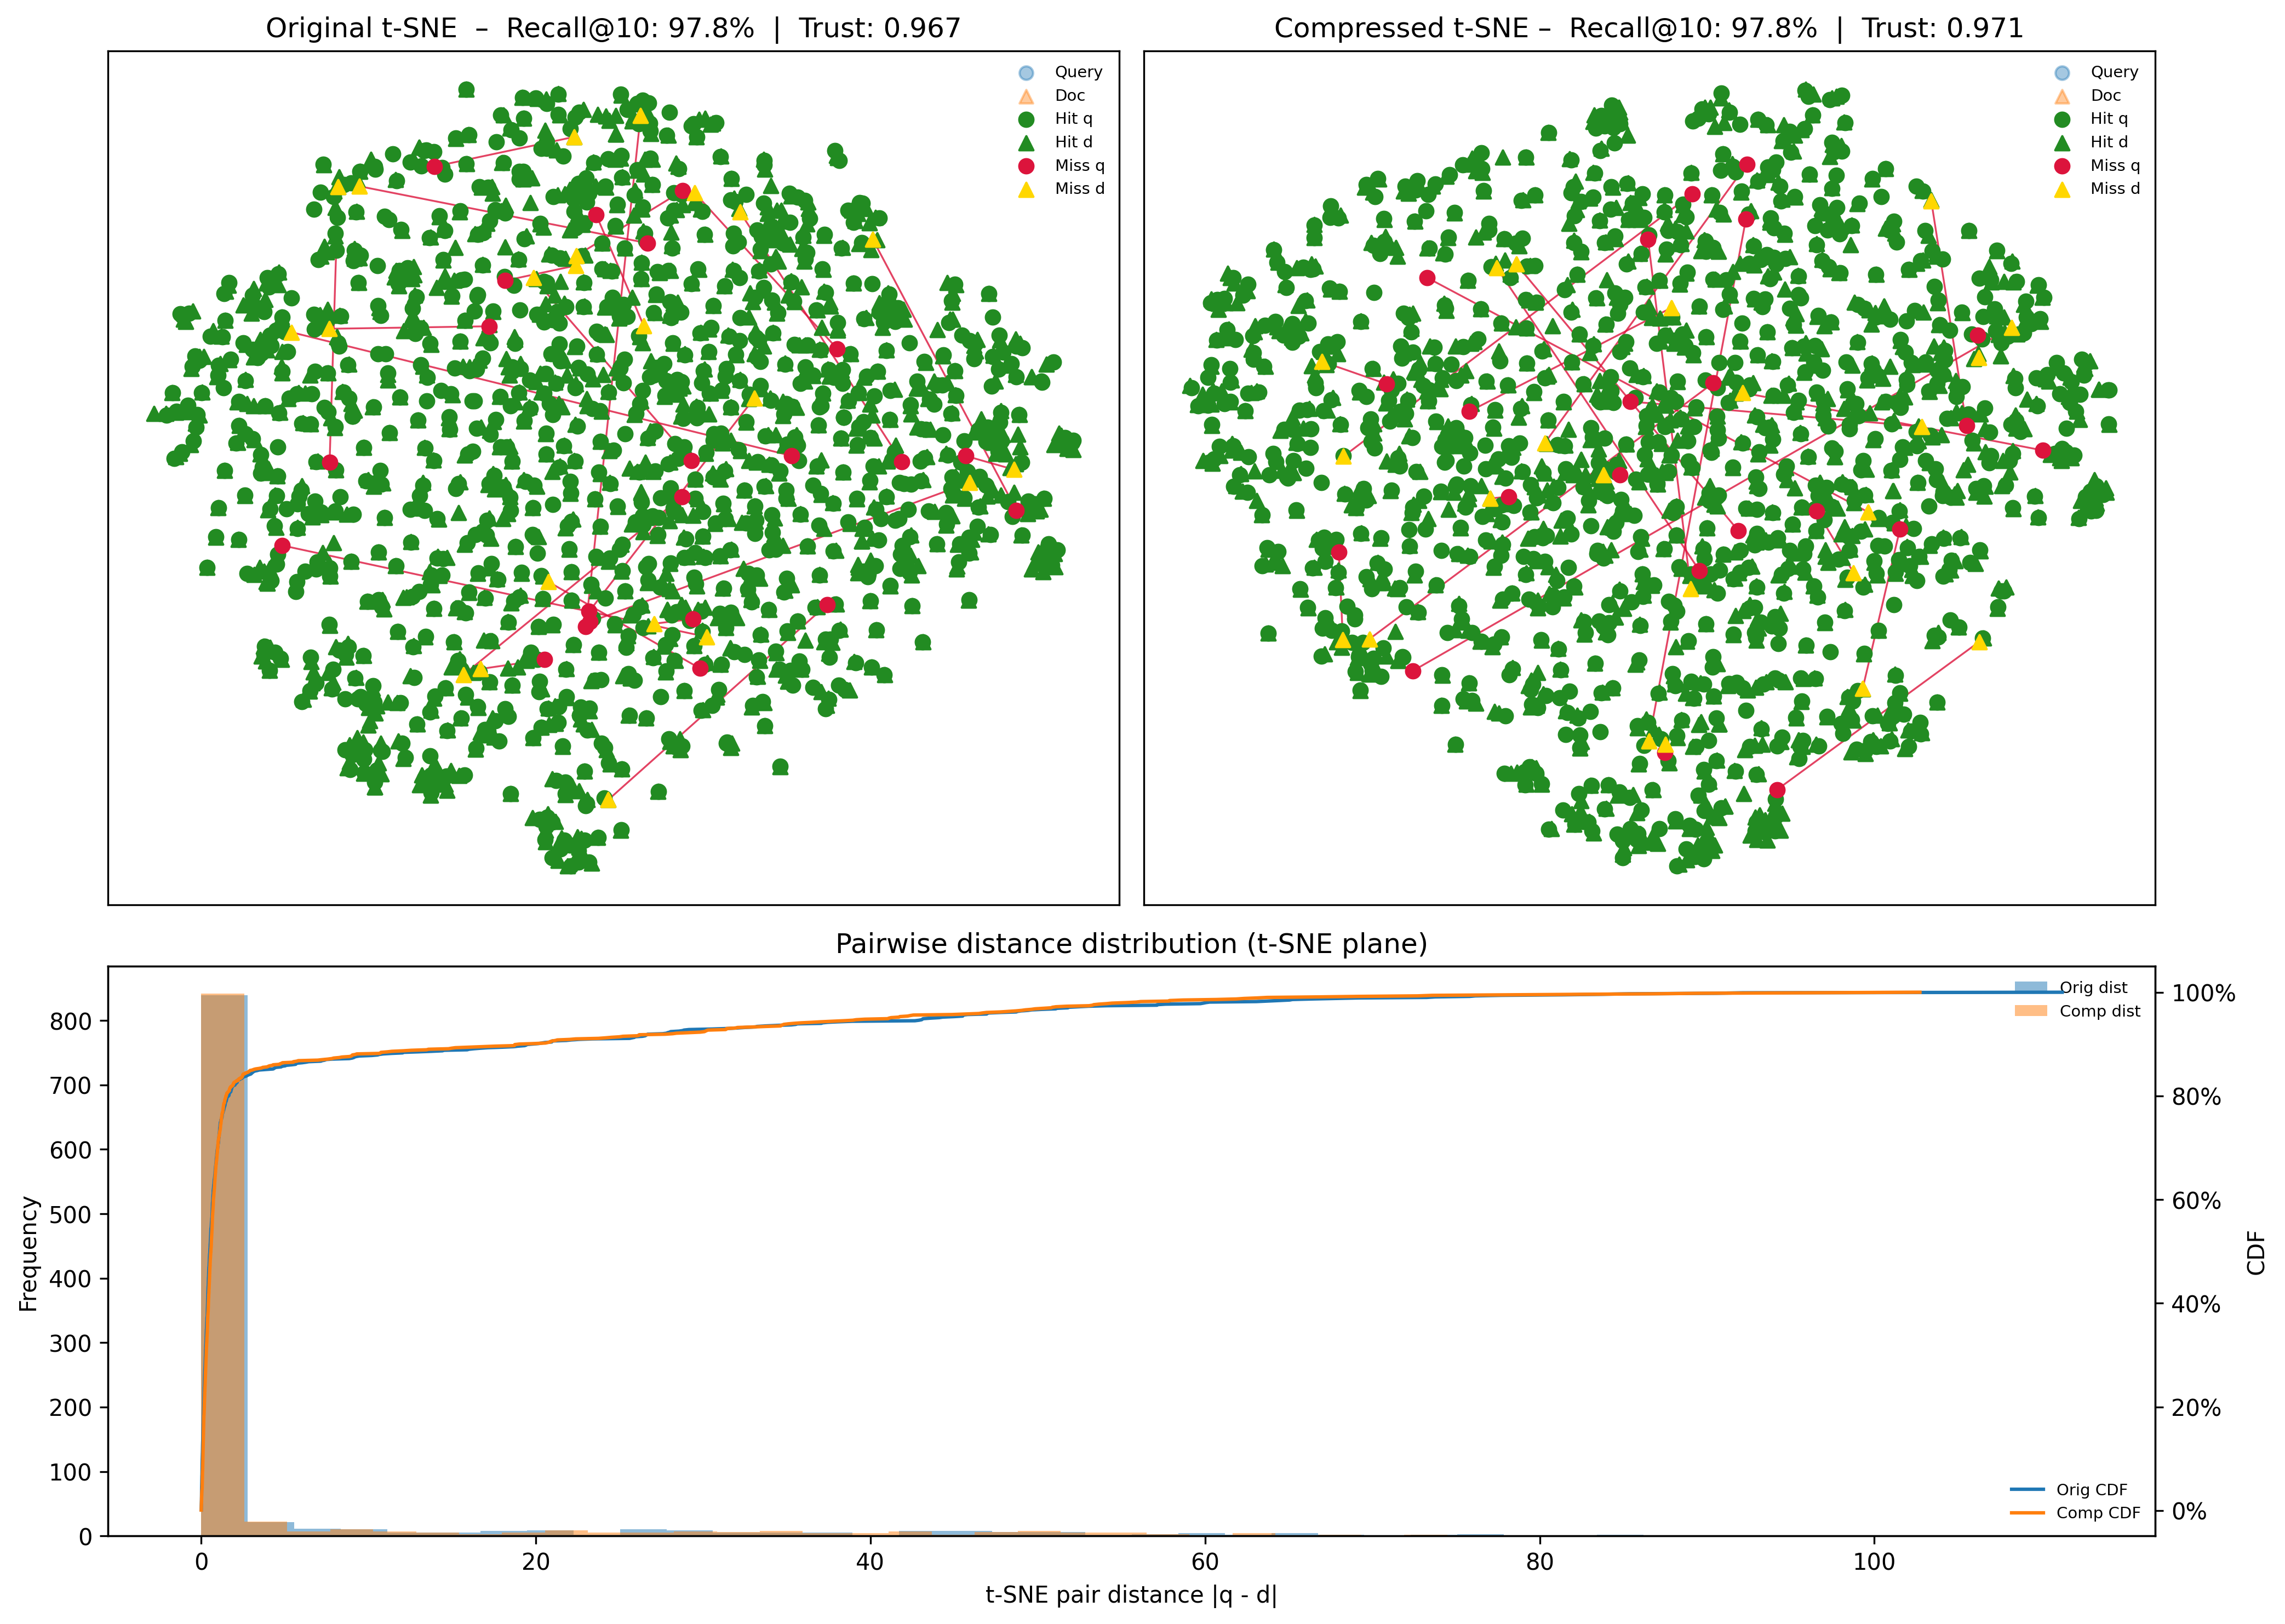 Original t-SNE – Recall@10: 97.8% | Trust: 0.967
Query
Doc
Hit q
Hit d
Miss q
Miss d
Compressed t-SNE – Recall@10: 97.8% | Trust: 0.971
Query
Doc
Hit q
Hit d
Miss q
Miss d
Pairwise distance distribution (t-SNE plane)
Frequency
800
700
600
500
400
300
200
100
0
0
20
40
60
80
100
t-SNE pair distance |q - d|
Orig dist
Comp dist
Orig CDF
Comp CDF
100%
80%
60%
40%
20%
0%
CDF